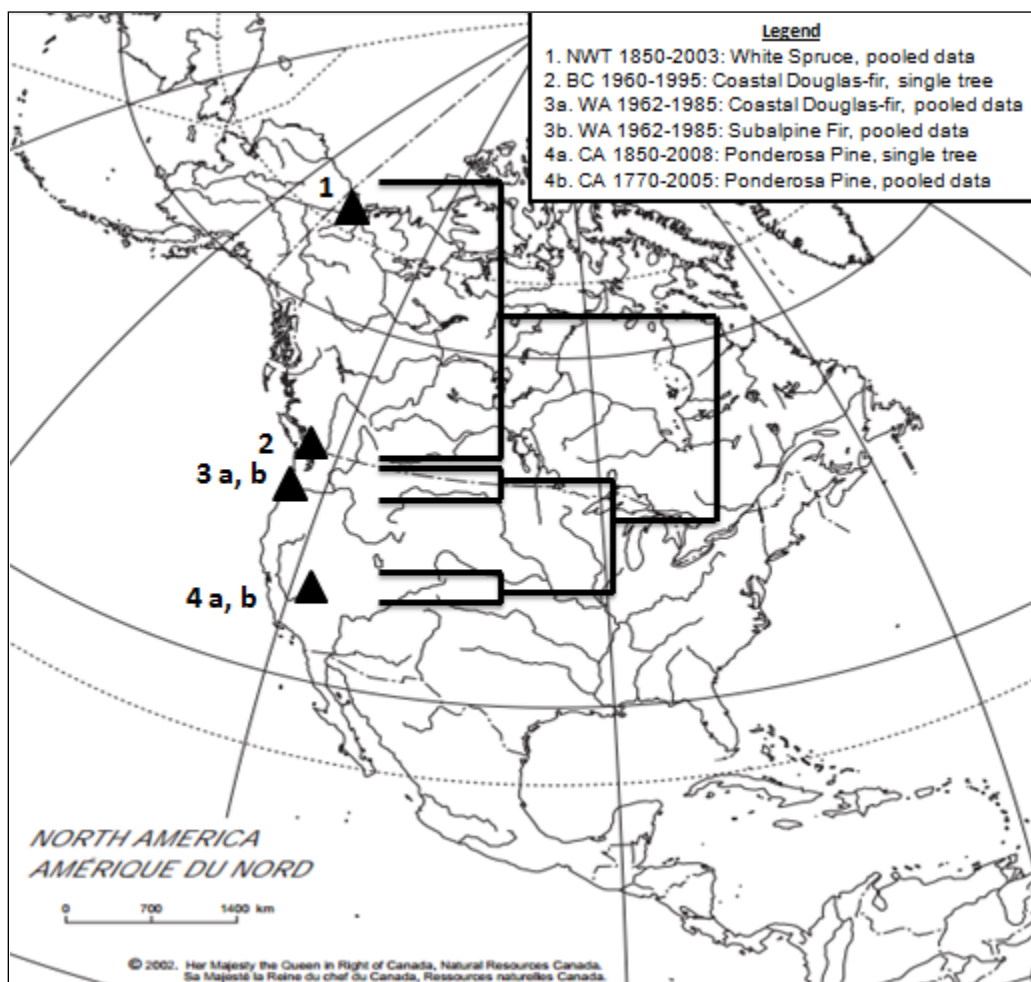 Legend
1. NWT 1850-2003: White Spruce, pooled data
2. BC 1960-1995: Coastal Douglas-fir, single tree
3a. WA 1962-1985: Coastal Douglas-fir, pooled data
3b. WA 1962-1985: Subalpine Fir, pooled data
4a. CA 1850-2008: Ponderosa Pine, single tree
4b. CA 1770-2005: Ponderosa Pine, pooled data
1
2
3 a, b
4 a, b
NORTH AMERICA
AMÉRIQUE DU NORD
0 700 1400 km
© 2002. Her Majesty the Queen in Right of Canada, Natural Resources Canada.
Sa Majesté la Reine du chef du Canada, Ressources naturelles Canada.